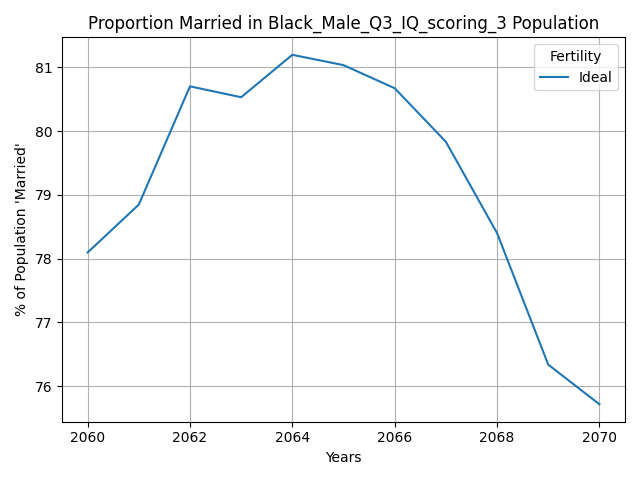 Proportion Married in Black_Male_Q3_IQ_scoring_3 Population
Fertility
Ideal
% of Population 'Married'
81
80
79
78
77
76
2060
2062
2064
2066
2068
2070
Years